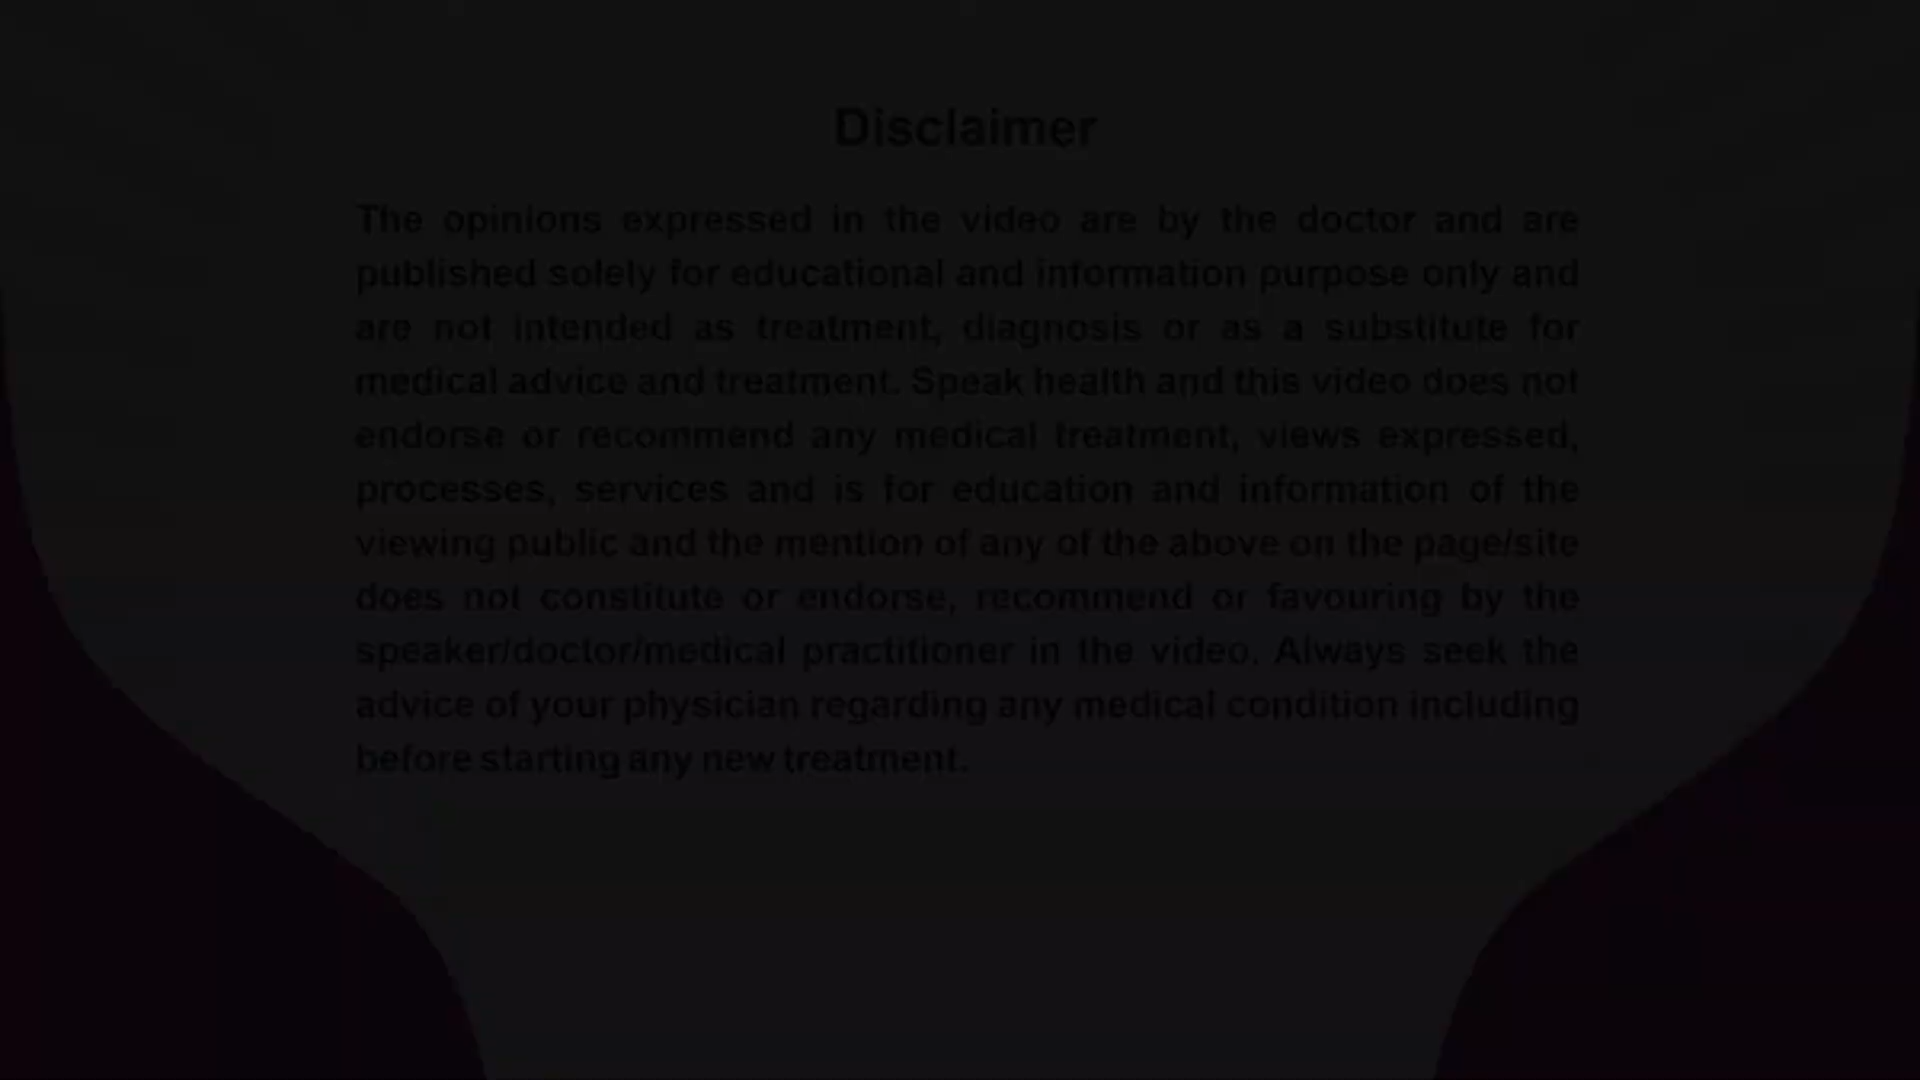 Disclaimer
The opinions expressed in the video are by the doctor and are
published solely for educational and information purpose only and
are not intended as treatment, diagnosis or as a substitute for
medical advice and treatment. Speak health and this video does not
endorse or recommend any medical treatment, views expressed,
processes, services and is for education and information of the
viewing public and the mention of any of the above on the page/site
does not constitute or endorse, recommend or favouring by the
speaker/doctor/medical practitioner in the video. Always seek the
advice of your physician regarding any medical condition including
before starting any new treatment.